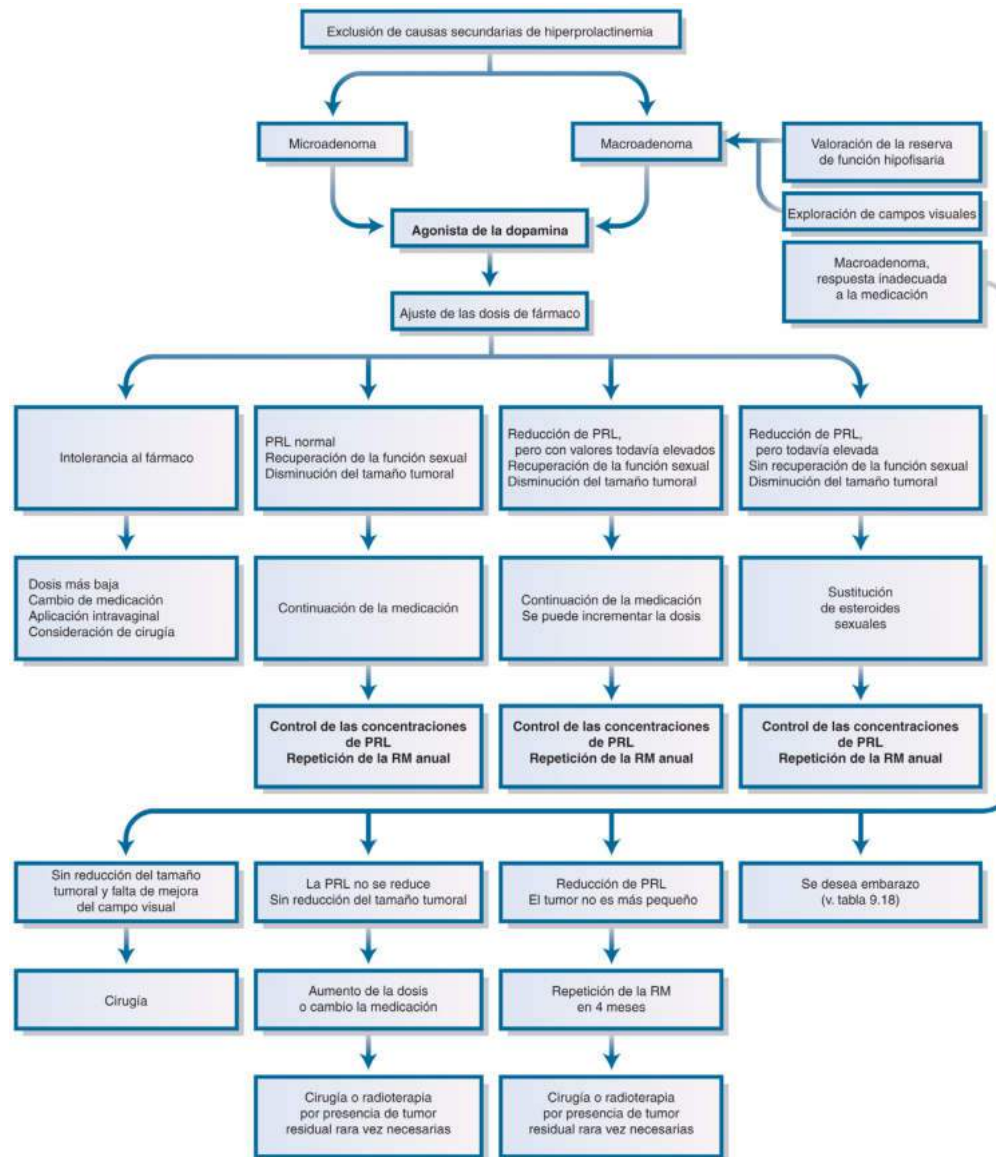 Exclusión de causas secundarias de hiperprolactinemia
Microadenoma
Macroadenoma
Valoración de la reserva
de función hipofisaria
Exploración de campos visuales
Agonista de la dopamina
Macroadenoma,
respuesta inadecuada
a la medicación
Ajuste de las dosis de fármaco
Intolerancia al fármaco
PRL normal
Recuperación de la función sexual
Disminución del tamaño tumoral
Reducción de PRL,
pero con valores todavía elevados
Recuperación de la función sexual
Disminución del tamaño tumoral
Reducción de PRL,
pero todavía elevada
Sin recuperación de la función sexual
Disminución del tamaño tumoral
Dosis más baja
Cambio de medicación
Aplicación intravaginal
Consideración de cirugía
Continuación de la medicación
Continuación de la medicación
Se puede incrementar la dosis
Sustitución
de esteroides
sexuales
Control de las concentraciones
de PRL
Repetición de la RM anual
Control de las concentraciones
de PRL
Repetición de la RM anual
Control de las concentraciones
de PRL
Repetición de la RM anual
Sin reducción del tamaño
tumoral y falta de mejora
del campo visual
La PRL no se reduce
Sin reducción del tamaño tumoral
Reducción de PRL
El tumor no es más pequeño
Se desea embarazo
(v. tabla 9.18)
Cirugía
Aumento de la dosis
o cambio la medicación
Repetición de la RM
en 4 meses
Cirugía o radioterapia
por presencia de tumor
residual rara vez necesarias
Cirugía o radioterapia
por presencia de tumor
residual rara vez necesarias